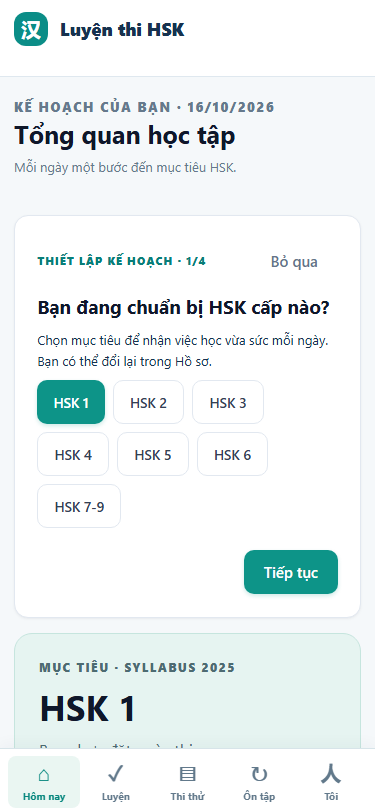 汉 Luyện thi HSK
KẾ HOẠCH CỦA BẠN · 16/10/2026
Tổng quan học tập
Mỗi ngày một bước đến mục tiêu HSK.
THIẾT LẬP KẾ HOẠCH · 1/4 Bỏ qua
Bạn đang chuẩn bị HSK cấp nào?
Chọn mục tiêu để nhận việc học vừa sức mỗi ngày.
Bạn có thể đổi lại trong Hồ sơ.
HSK 1 HSK 2 HSK 3
HSK 4 HSK 5 HSK 6
HSK 7-9
Tiếp tục
MỤC TIÊU · SYLLABUS 2025
HSK 1
Hôm nay Luyện Thi thử Ôn tập 人 Tôi